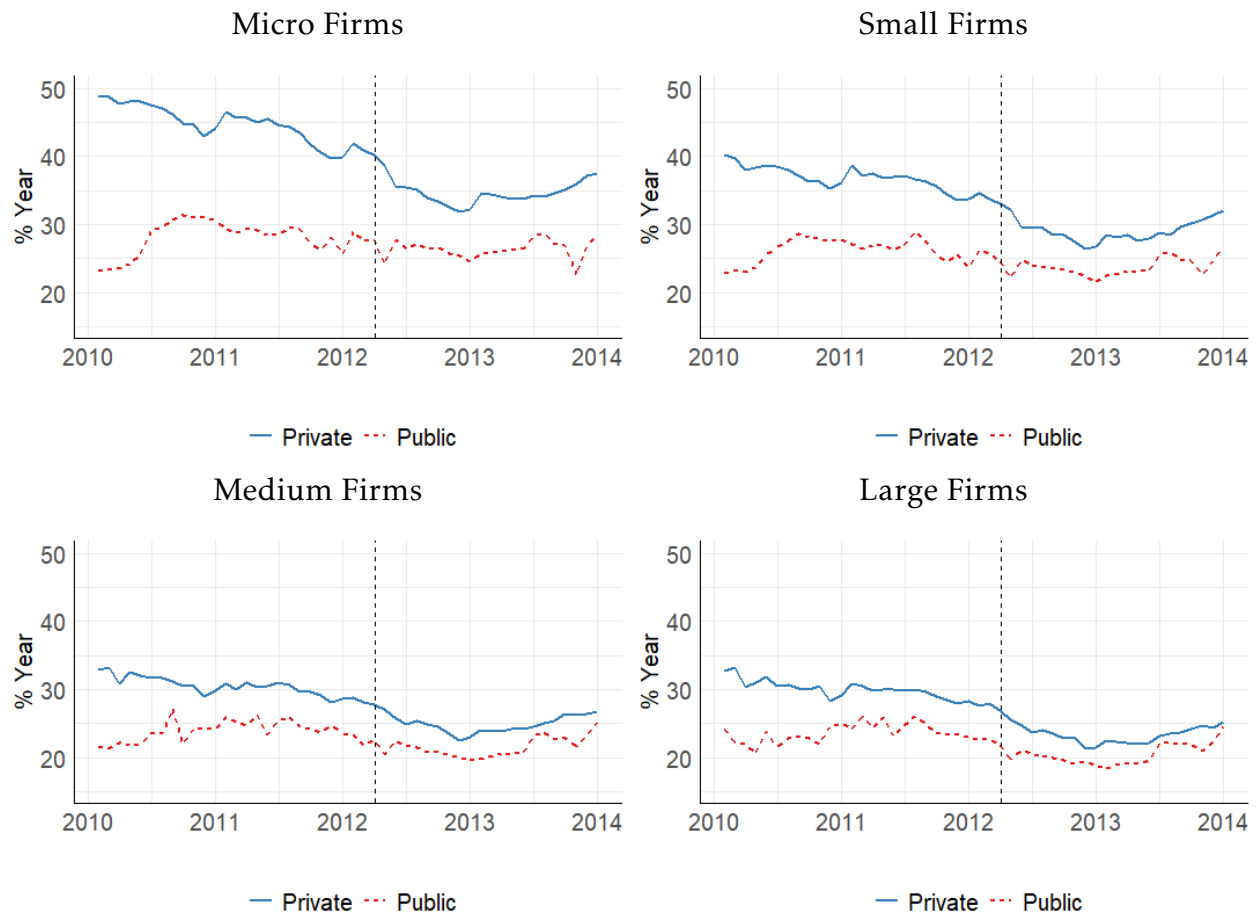 Micro Firms
Small Firms
% Year
50
40
30
20
2010 2011 2012 2013 2014
Private Public
% Year
50
40
30
20
2010 2011 2012 2013 2014
Private Public
Medium Firms
Large Firms
% Year
50
40
30
20
2010 2011 2012 2013 2014
Private Public
% Year
50
40
30
20
2010 2011 2012 2013 2014
Private Public